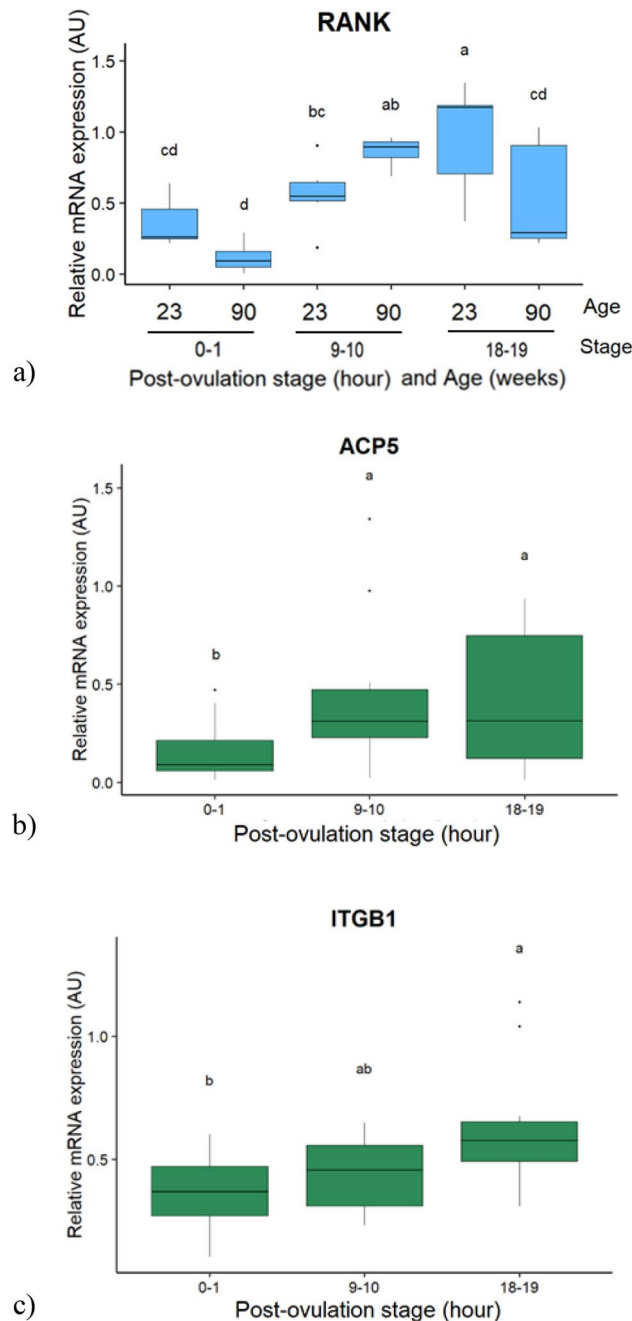 RANK
Relative mRNA expression (AU)
1.5
1.0
0.5
0.0
cd
d
bc
ab
a
cd
23 90 23 90 23 90 Age
0-1 9-10 18-19 Stage
a)
Post-ovulation stage (hour) and Age (weeks)
ACP5
Relative mRNA expression (AU)
1.5
1.0
0.5
0.0
b
a
a
0-1 9-10 18-19
b)
Post-ovulation stage (hour)
ITGB1
Relative mRNA expression (AU)
1.0
0.5
b
ab
a
0-1 9-10 18-19
c)
Post-ovulation stage (hour)